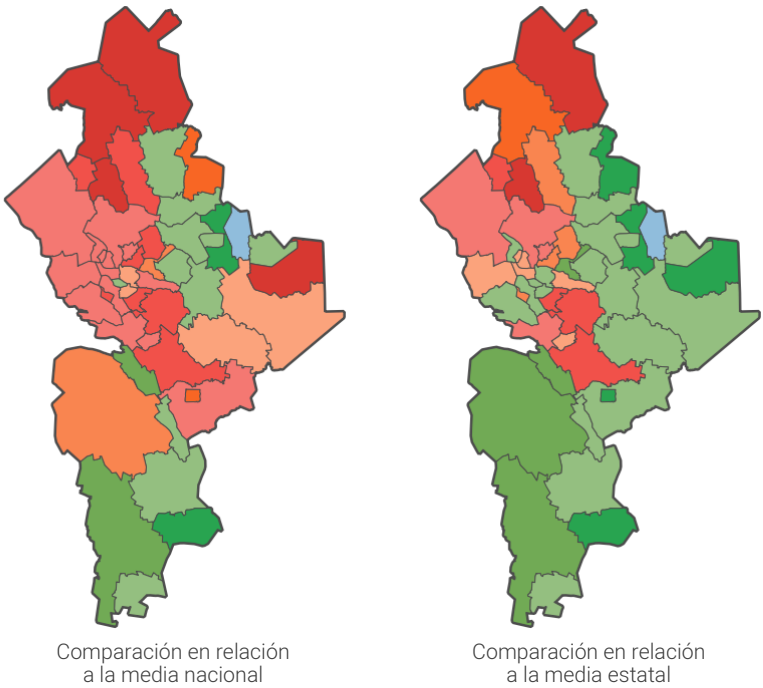 Comparación en relación
a la media nacional
Comparación en relación
a la media estatal